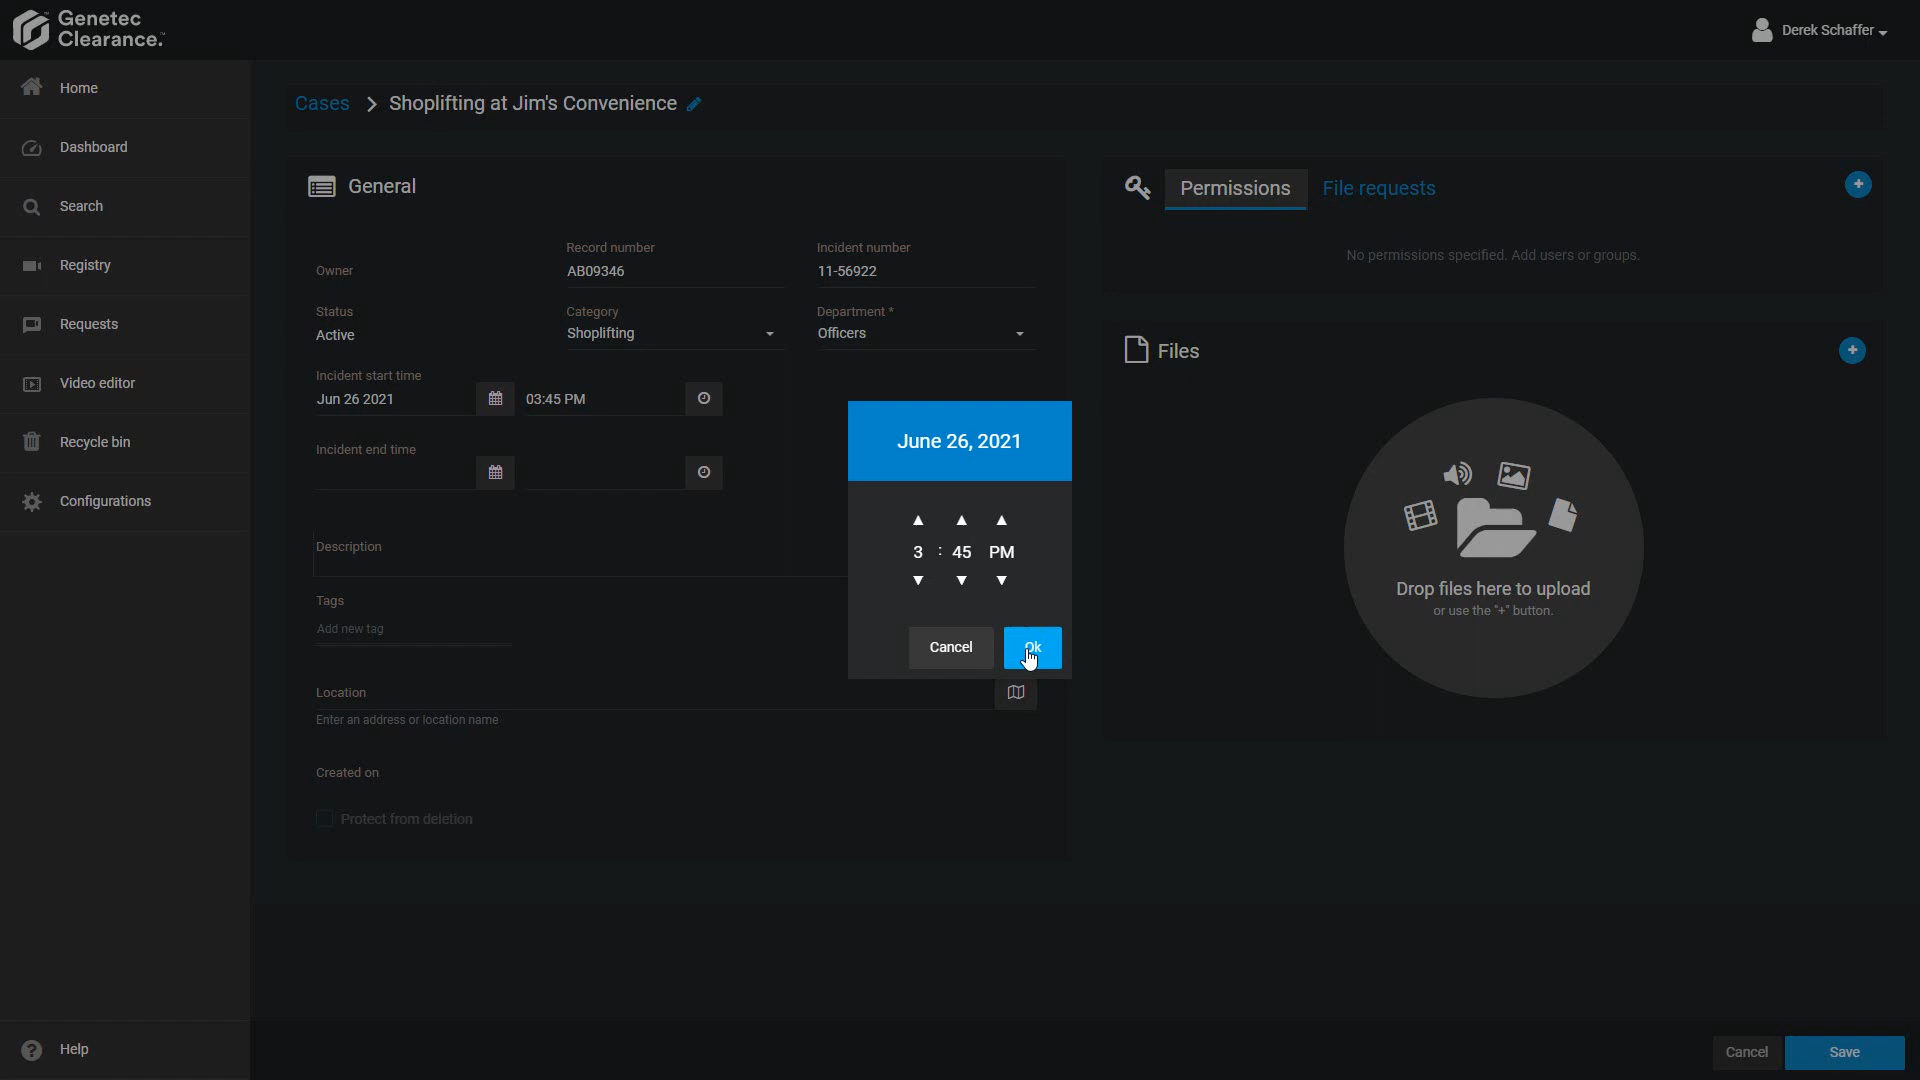 Genetec
Clearance.™
Derek Schaffer
Home
Dashboard
Search
Registry
Requests
Video editor
Recycle bin
Configurations
Help
Cases > Shoplifting at Jim's Convenience
General
Owner
Record number
AB09346
Incident number
11-56922
Status
Active
Category
Shoplifting
Department *
Officers
Incident start time
Jun 26 2021
03:45 PM
Incident end time
Description
Tags
Add new tag
Location
Enter an address or location name
Created on
Protect from deletion
June 26, 2021
3 : 45 PM
Cancel
Ok
Permissions
File requests
No permissions specified. Add users or groups.
Files
Drop files here to upload
or use the "+" button.
Cancel
Save